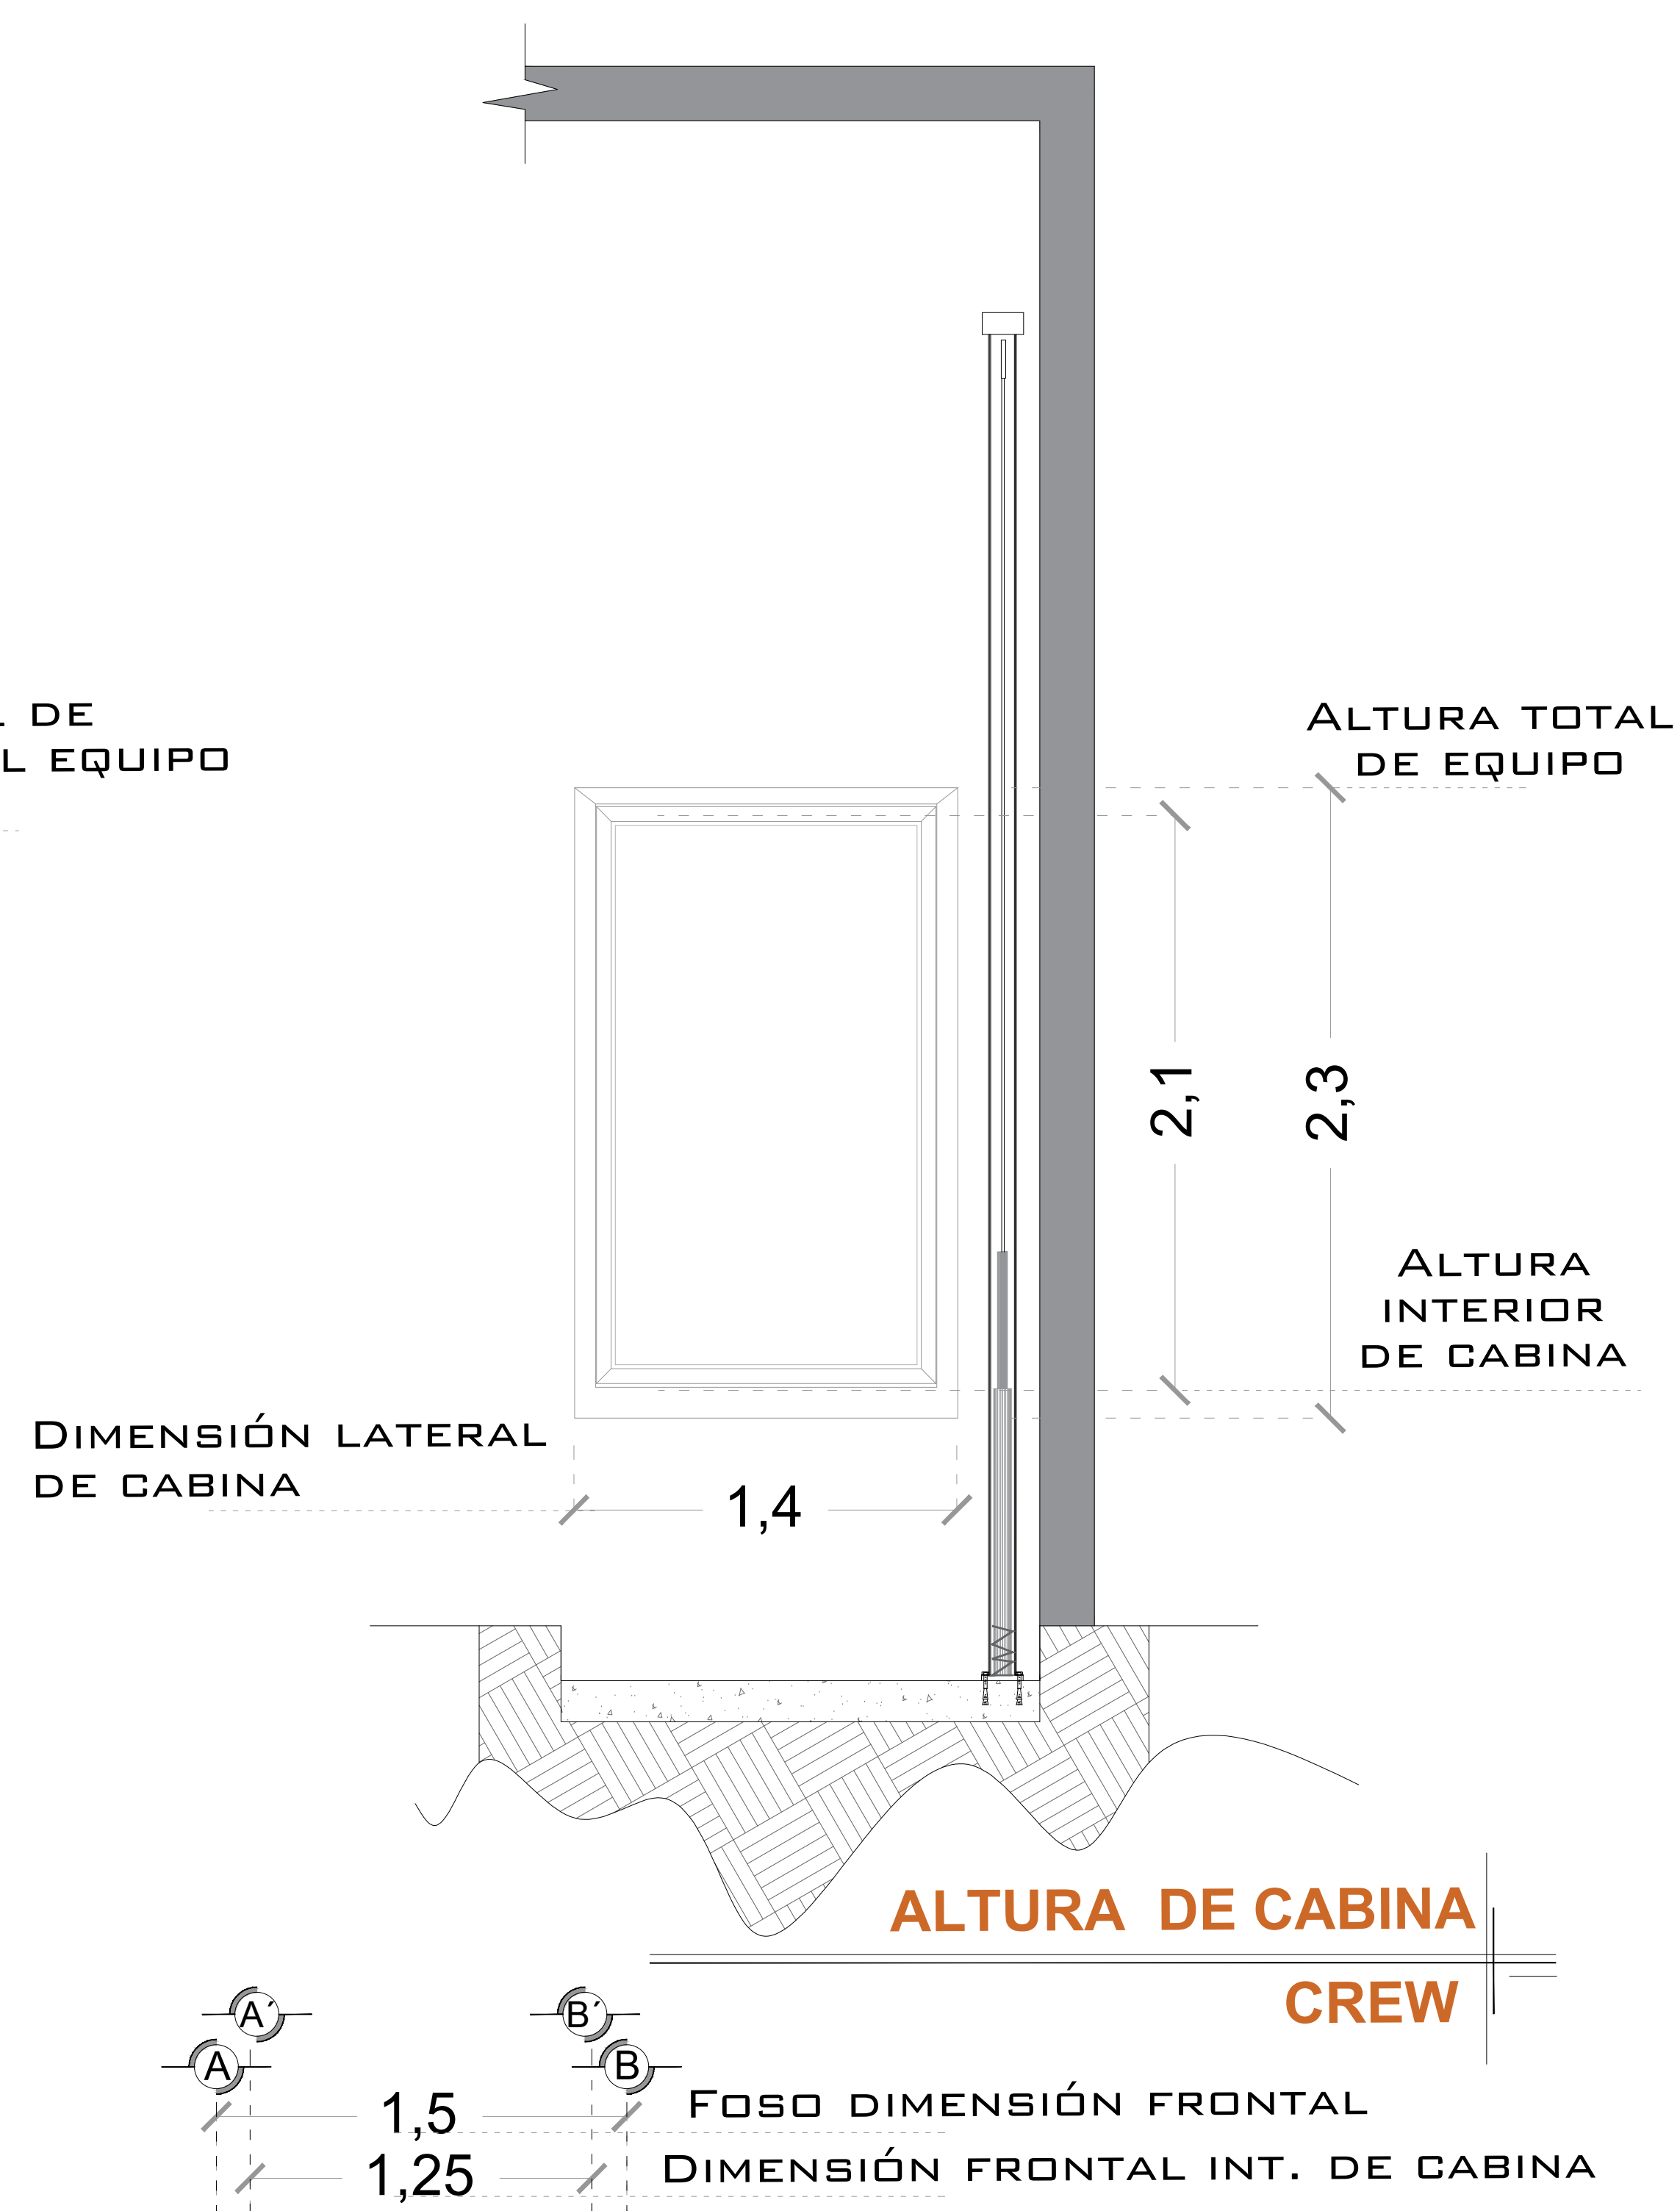 DE
L EQUIPO
ALTURA TOTAL
DE EQUIPO
2,1
2,3
ALTURA
INTERIOR
DE CABINA
DIMENSIÓN LATERAL
DE CABINA
1,4
ALTURA DE CABINA
CREW
A´
B´
A
B
1,5
FOSO DIMENSIÓN FRONTAL
1,25
DIMENSIÓN FRONTAL INT. DE CABINA